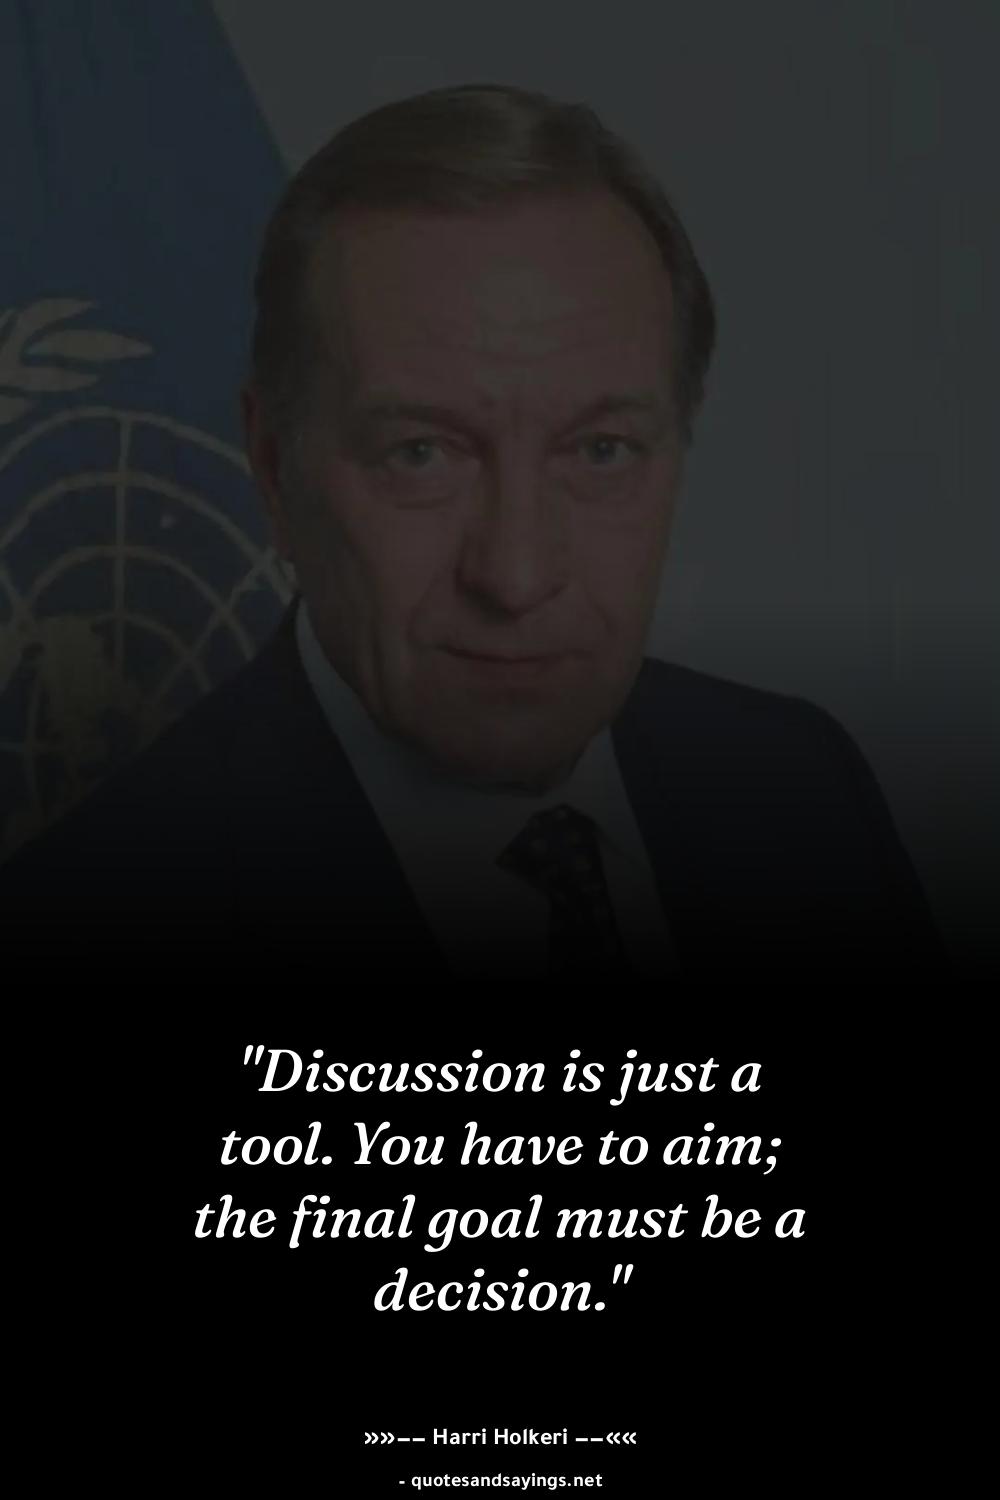 "Discussion is just a
tool. You have to aim;
the final goal must be a
decision."
»»–– Harri Holkeri ––««
- quotesandsayings.net